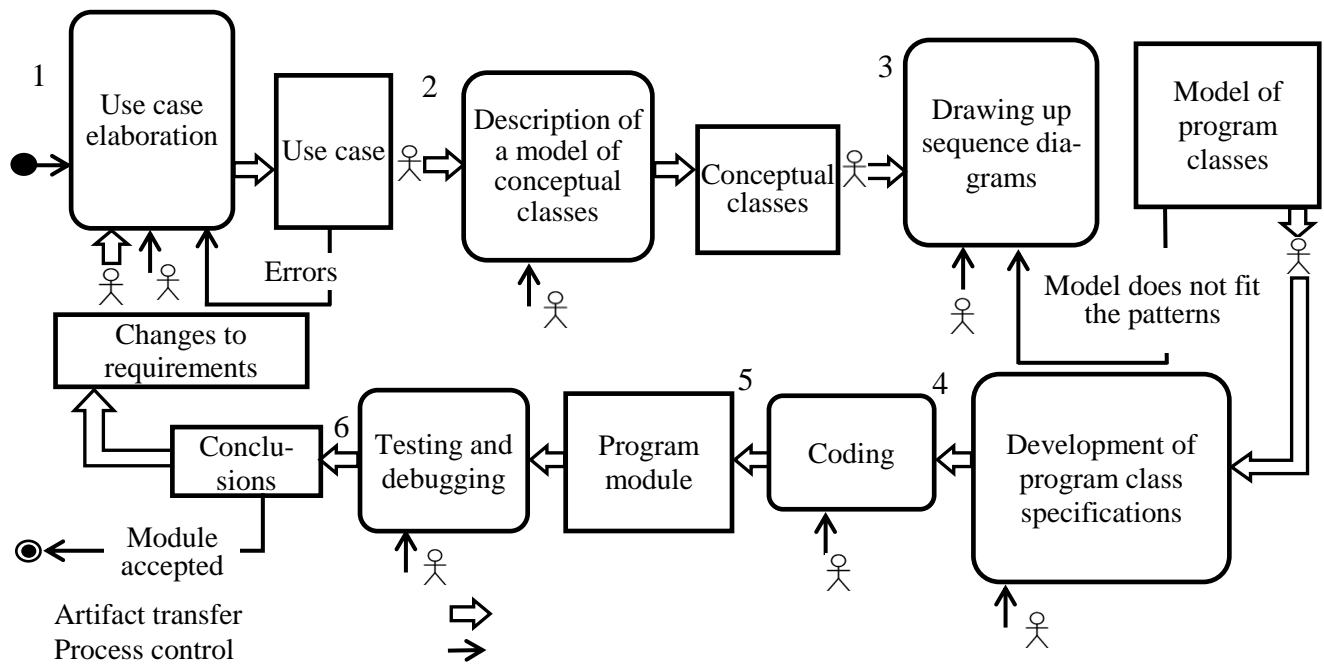 1
Use case
elaboration
Use case
2
Description of
a model of
conceptual
classes
Conceptual
classes
3
Drawing up
sequence dia-
grams
Model of
program
classes
Errors
Model does not fit
the patterns
Changes to
requirements
Conclu-
sions
6
Testing and
debugging
Program
module
5
Coding
4
Development of
program class
specifications
Module
accepted
Artifact transfer
Process control